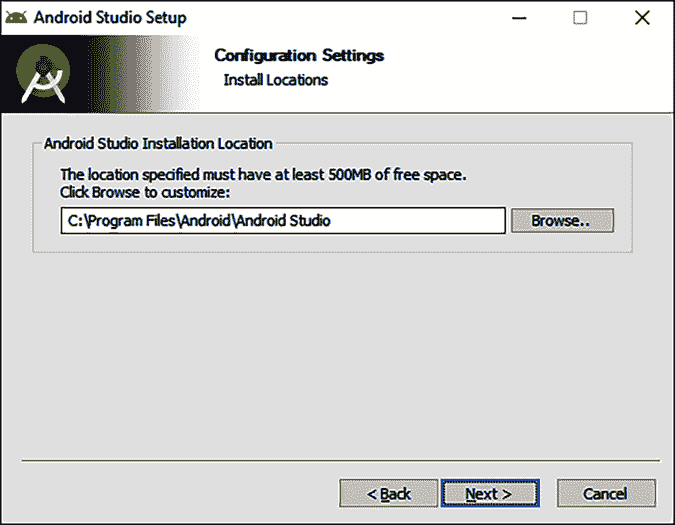 Android Studio Setup
Configuration Settings
Install Locations
Android Studio Installation Location
The location specified must have at least 500MB of free space.
Click Browse to customize:
C:\Program Files\Android\Android Studio
Browse..
< Back
Next >
Cancel